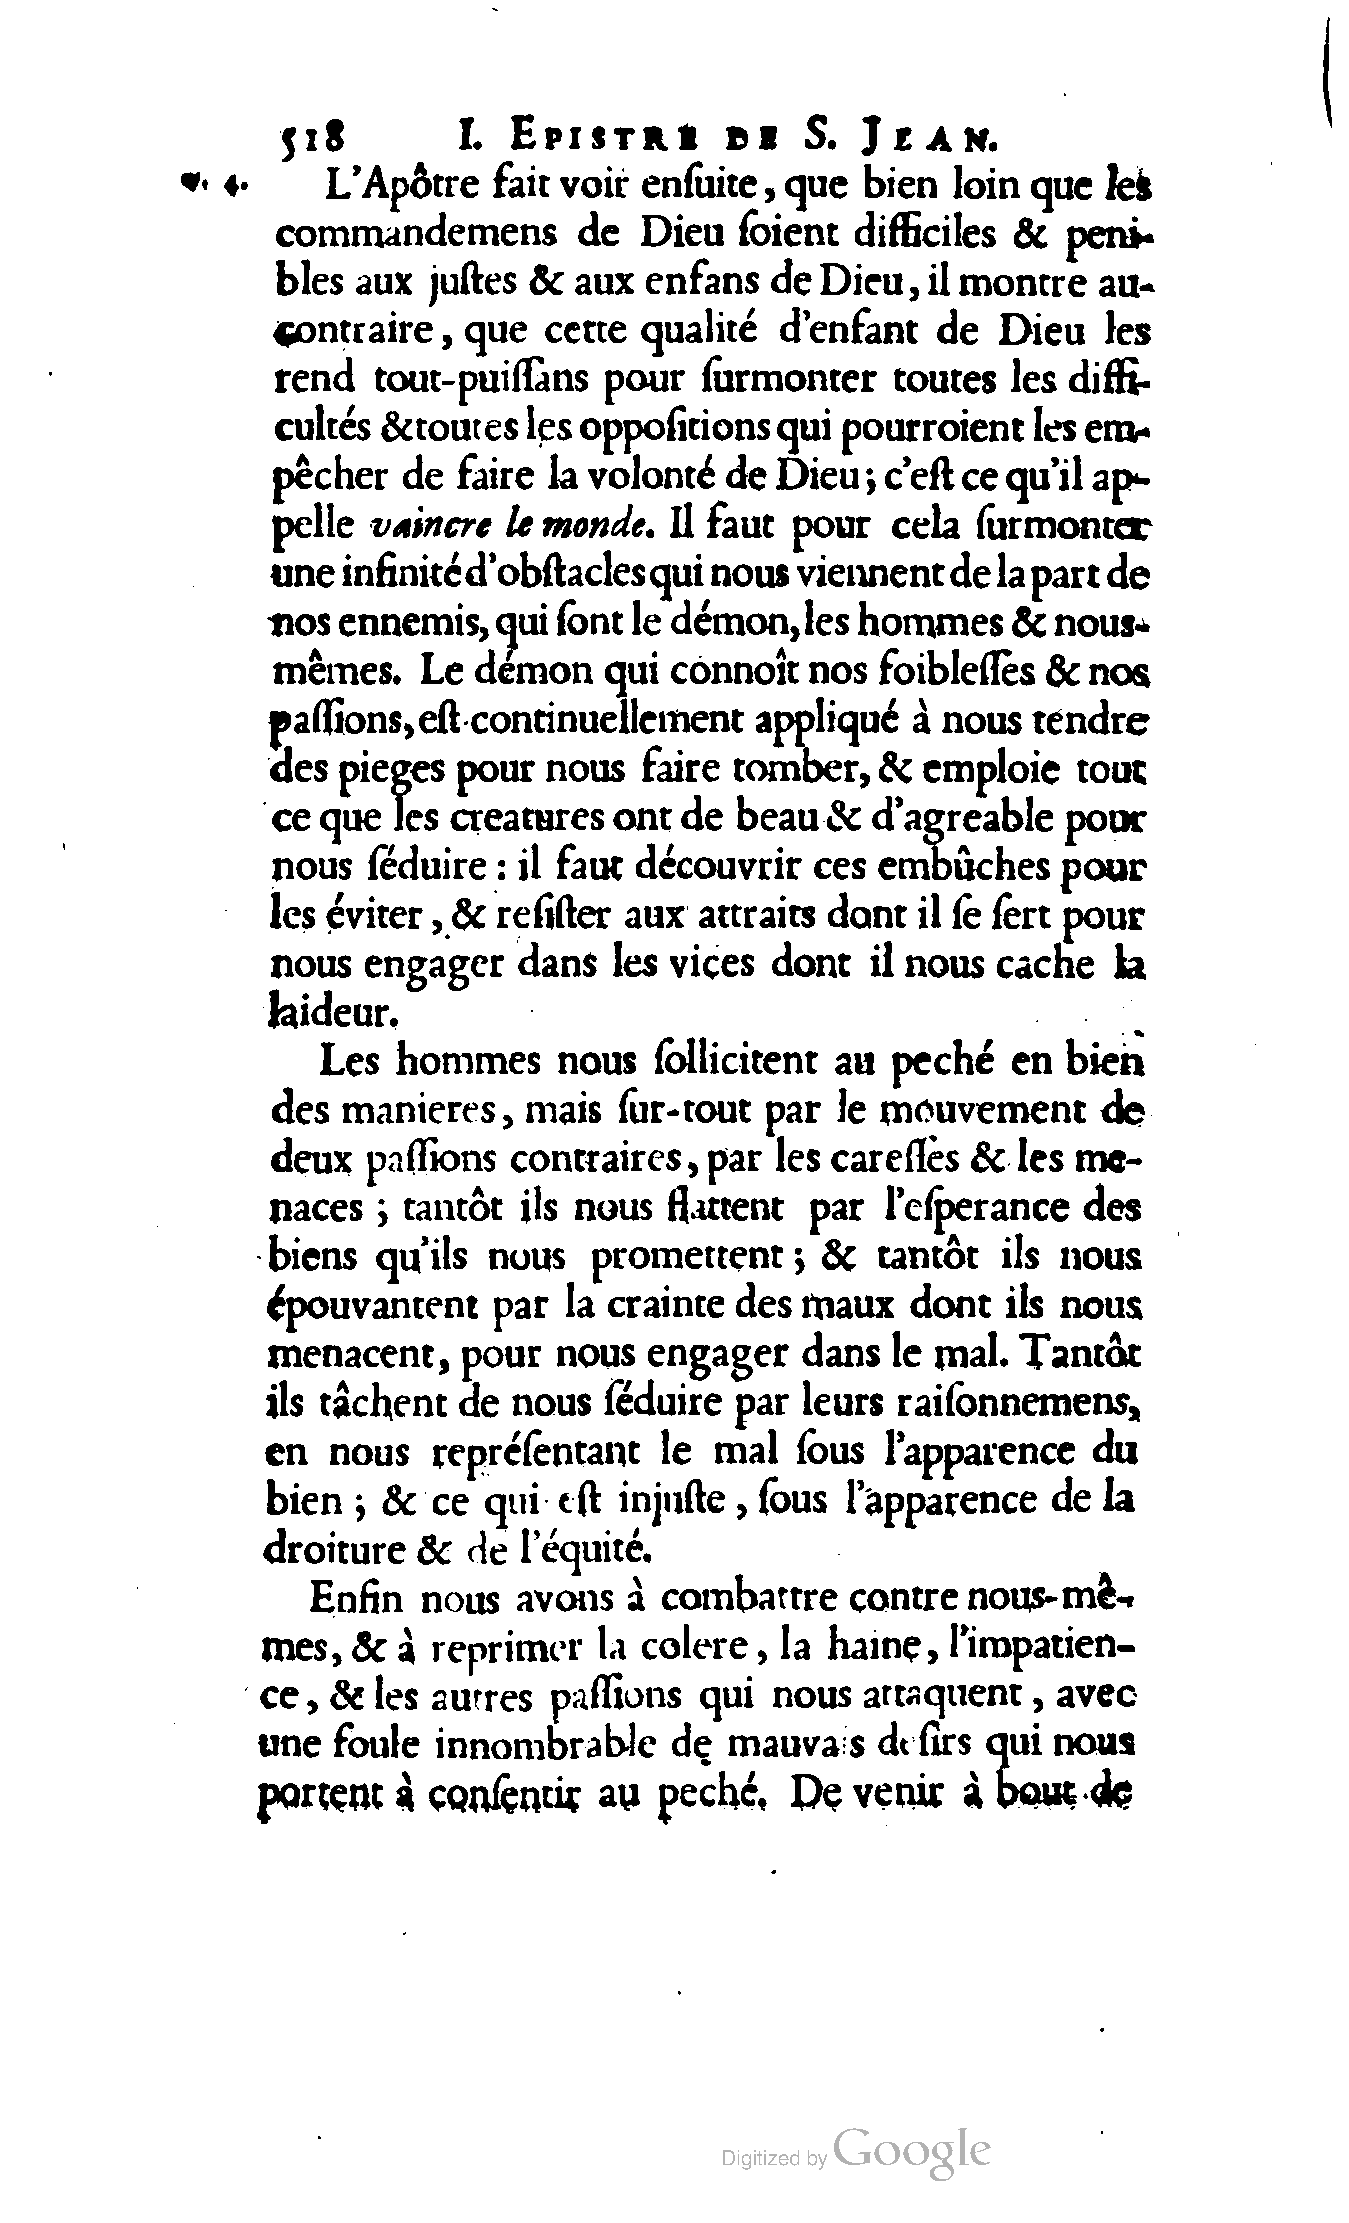 518 I. EPISTRE DE S. JEAN.
v. 4. L'Apôtre fait voir enſuite, que bien loin que les
commandemens de Dieu ſoient difficiles & peni-
bles aux juſtes & aux enfans de Dieu, il montre au-
contraire, que cette qualité d'enfant de Dieu les
rend tout-puiſſans pour ſurmonter toutes les diffi-
cultés & toutes les oppoſitions qui pourroient les em-
pêcher de faire la volonté de Dieu; c'eſt ce qu'il ap-
pelle vaincre le monde. Il faut pour cela ſurmonter
une infinité d'obſtacles qui nous viennent de la part de
nos ennemis, qui ſont le démon, les hommes & nous-
mêmes. Le démon qui connoît nos foibleſſes & nos
paſſions, eſt continuellement appliqué à nous tendre
des pieges pour nous faire tomber, & emploie tout
ce que les creatures ont de beau & d'agreable pour
nous ſéduire : il faut découvrir ces embûches pour
les éviter, & reſiſter aux attraits dont il ſe ſert pour
nous engager dans les vices dont il nous cache la
laideur.
Les hommes nous ſollicitent au peché en bien
des manieres, mais ſur-tout par le mouvement de
deux paſſions contraires, par les careſſes & les me-
naces ; tantôt ils nous flattent par l'eſperance des
biens qu'ils nous promettent ; & tantôt ils nous
épouvantent par la crainte des maux dont ils nous
menacent, pour nous engager dans le mal. Tantôt
ils tâchent de nous ſéduire par leurs raiſonnemens,
en nous repréſentant le mal ſous l'apparence du
bien ; & ce qui eſt injuſte, ſous l'apparence de la
droiture & de l'équité.
Enfin nous avons à combattre contre nous-mê-
mes, & à reprimer la colere, la haine, l'impatien-
ce, & les autres paſſions qui nous attaquent, avec
une foule innombrable de mauvais deſirs qui nous
portent à conſentir au peché. De venir à bout de
Digitized by Google